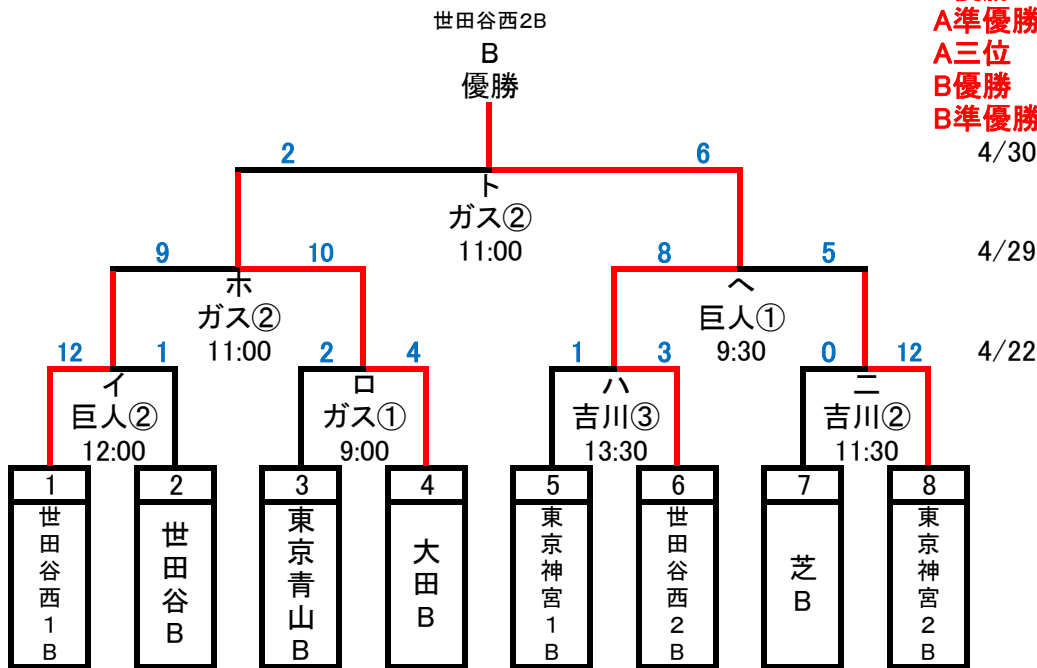 世田谷西2B
B
優勝
A準優勝
A三位
B優勝
B準優勝
2
6
4/30
ト
ガス②
11:00
9
10
8
5
4/29
ホ
ガス②
11:00
ヘ
巨人①
9:30
12
1
2
4
1
3
0
12
4/22
イ
巨人②
12:00
ロ
ガス①
9:00
ハ
吉川③
13:30
ニ
吉川②
11:30
1
世田谷西1B
2
世田谷B
3
東京青山B
4
大田B
5
東京神宮1B
6
世田谷西2B
7
芝B
8
東京神宮2B